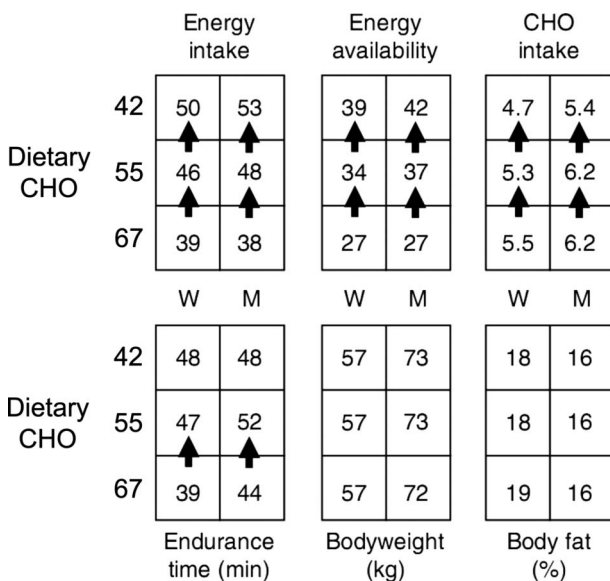 Energy intake
Energy availability
CHO intake
Dietary CHO
42 50 53 39 42 4.7 5.4
55 46 48 34 37 5.3 6.2
67 39 38 27 27 5.5 6.2
W M W M W M
Dietary CHO
42 48 48 57 73 18 16
55 47 52 57 73 18 16
67 39 44 57 72 19 16
Endurance time (min)
Bodyweight (kg)
Body fat (%)